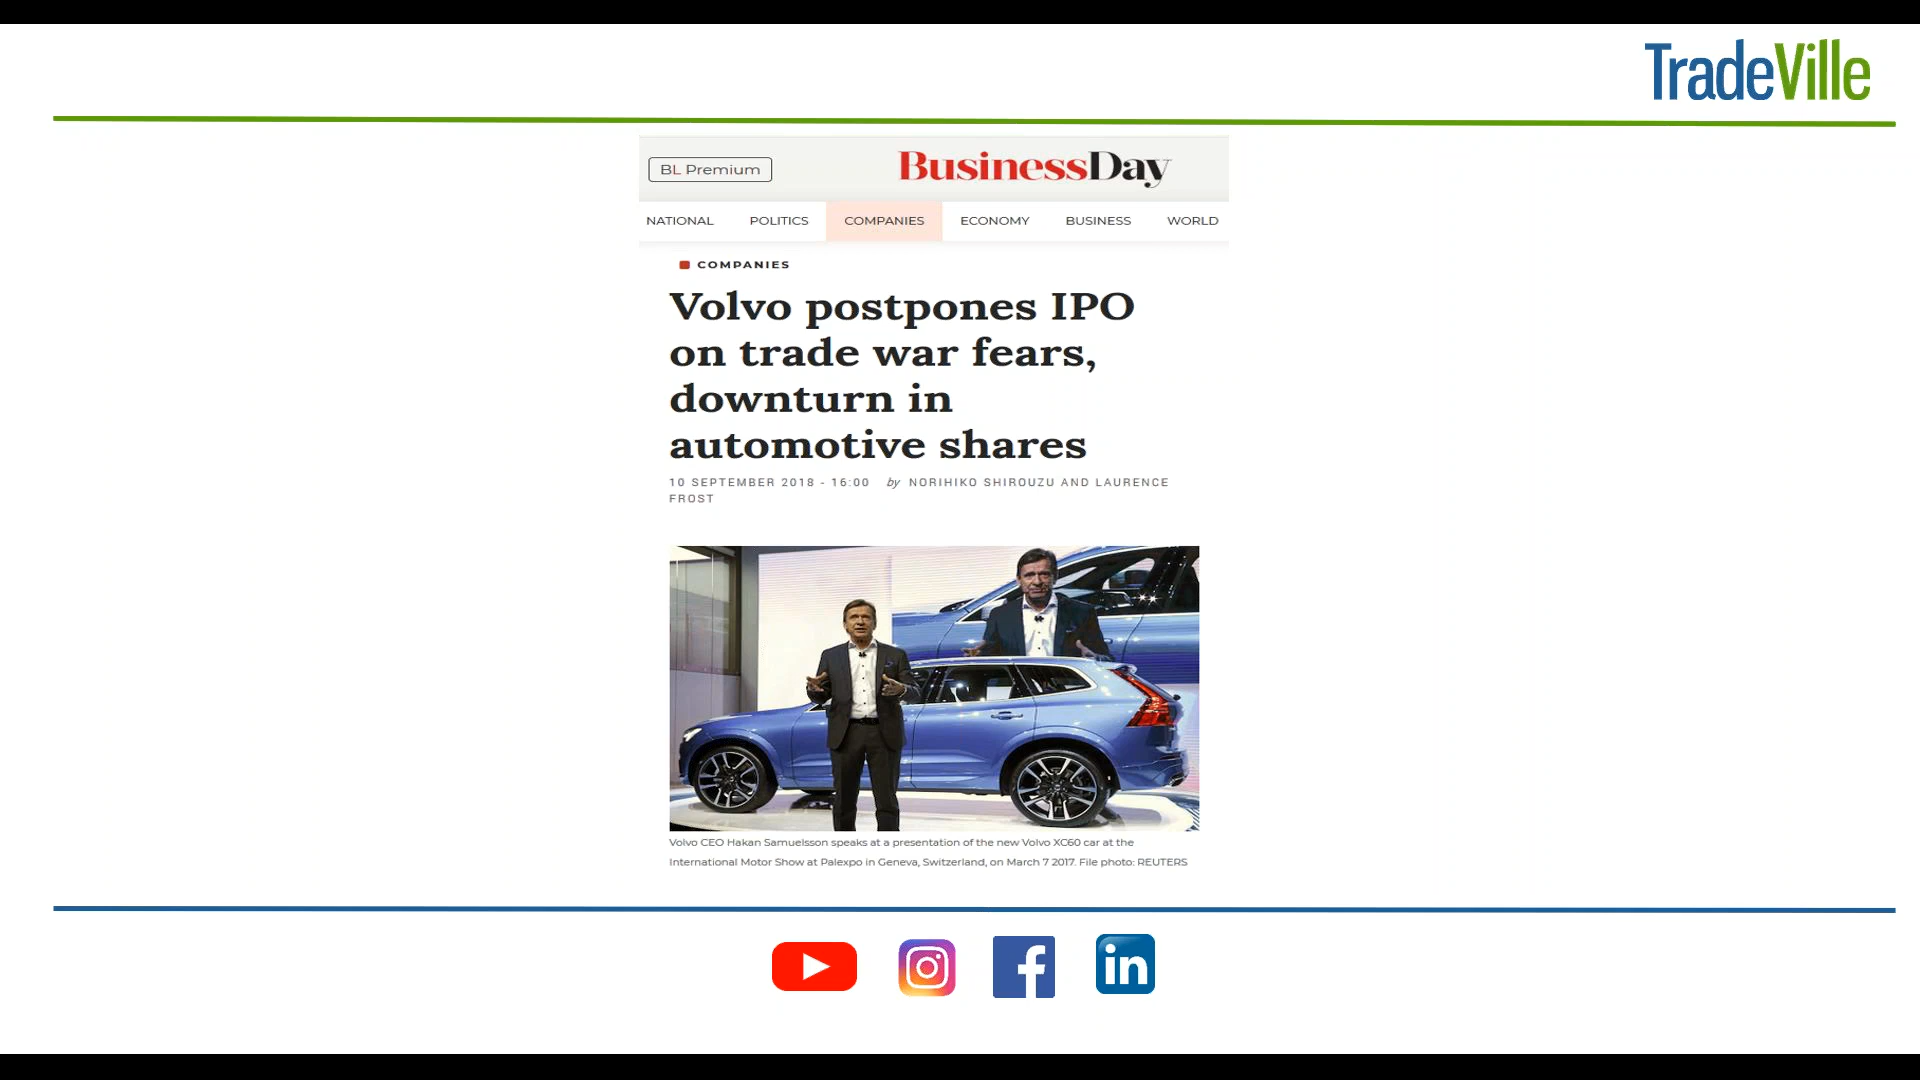 TradeVille
BL Premium
BusinessDay
NATIONAL POLITICS COMPANIES ECONOMY BUSINESS WORLD
COMPANIES
Volvo postpones IPO
on trade war fears,
downturn in
automotive shares
10 SEPTEMBER 2018 - 16:00 by NORIHIKO SHIROUZU AND LAURENCE
FROST
Volvo CEO Hakan Samuelsson speaks at a presentation of the new Volvo XC60 car at the
International Motor Show at Palexpo in Geneva, Switzerland, on March 7 2017. File photo: REUTERS
f
in